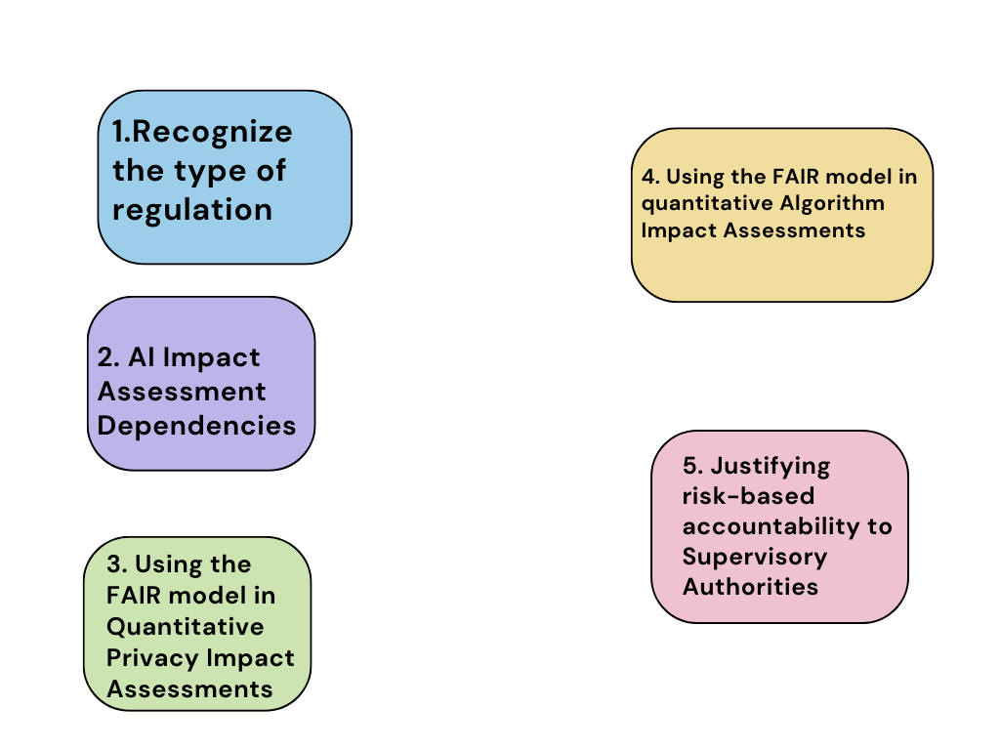 1.Recognize
the type of
regulation
2. AI Impact
Assessment
Dependencies
3. Using the
FAIR model in
Quantitative
Privacy Impact
Assessments
4. Using the FAIR model in
quantitative Algorithm
Impact Assessments
5. Justifying
risk-based
accountability to
Supervisory
Authorities